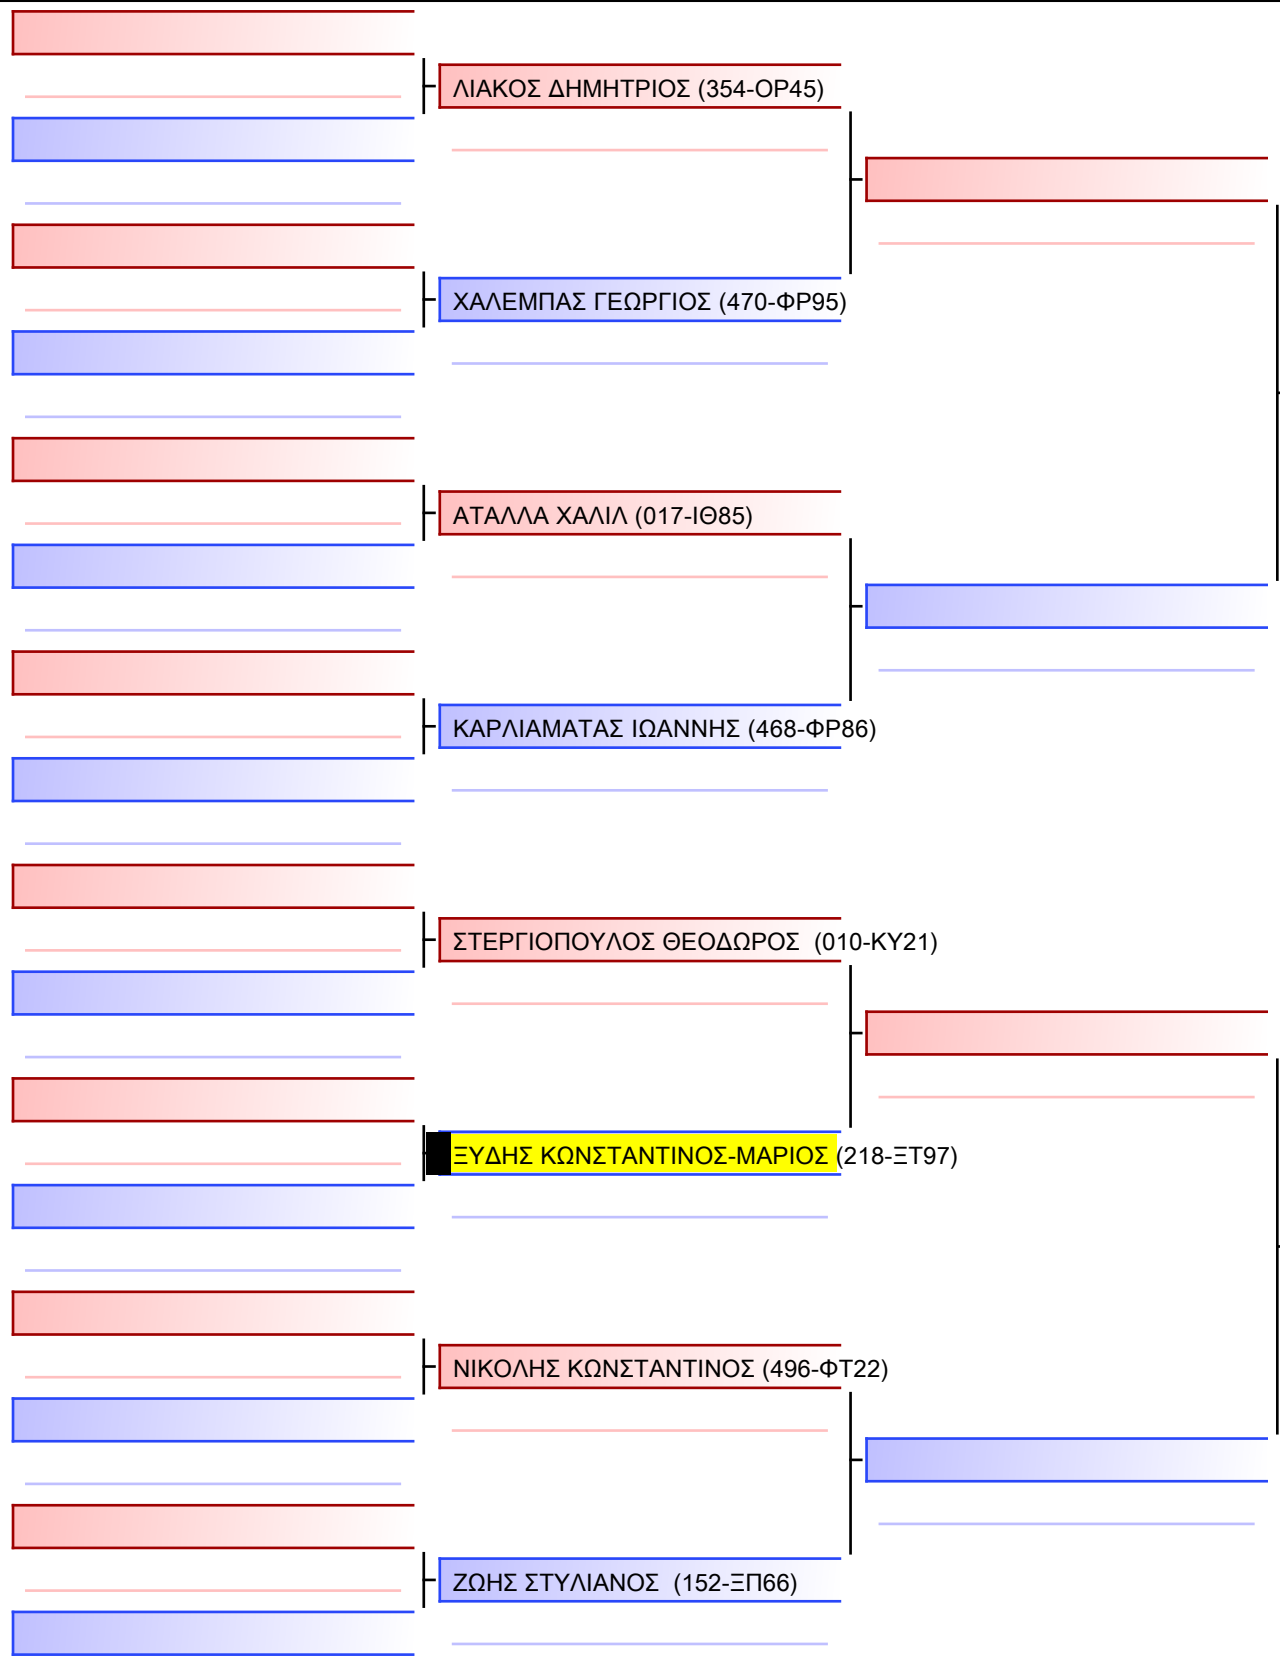 ΛΙΑΚΟΣ ΔΗΜΗΤΡΙΟΣ (354-ΟΡ45)
ΧΑΛΕΜΠΑΣ ΓΕΩΡΓΙΟΣ (470-ΦΡ95)
ΑΤΑΛΛΑ ΧΑΛΙΛ (017-ΙΘ85)
ΚΑΡΛΙΑΜΑΤΑΣ ΙΩΑΝΝΗΣ (468-ΦΡ86)
ΣΤΕΡΓΙΟΠΟΥΛΟΣ ΘΕΟΔΩΡΟΣ (010-ΚΥ21)
ΞΥΔΗΣ ΚΩΝΣΤΑΝΤΙΝΟΣ-ΜΑΡΙΟΣ (218-ΞΤ97)
ΝΙΚΟΛΗΣ ΚΩΝΣΤΑΝΤΙΝΟΣ (496-ΦΤ22)
ΖΩΗΣ ΣΤΥΛΙΑΝΟΣ (152-ΞΠ66)